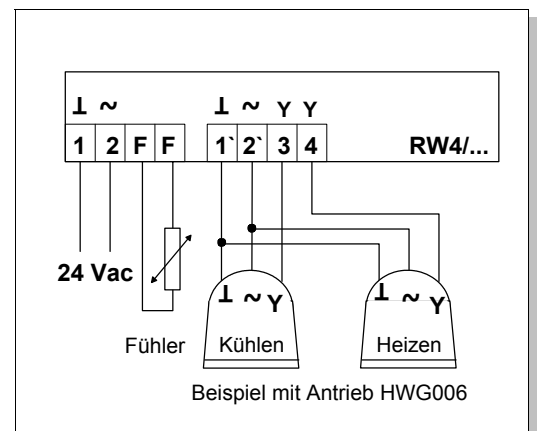 ⊥ ~ ⊥ ~ Y Y
1 2 F F 1` 2` 3 4 RW4/...
24 Vac
⊥ ~ Y ⊥ ~ Y
Fühler Kühlen Heizen
Beispiel mit Antrieb HWG006